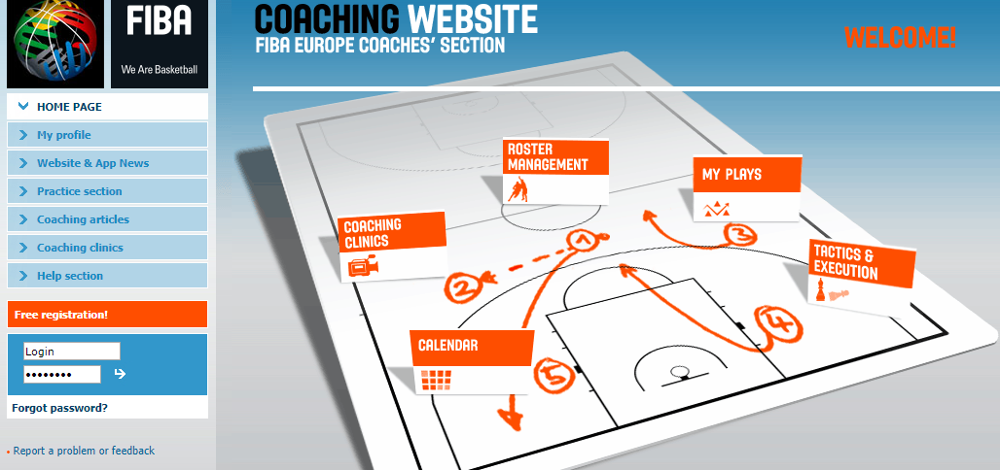 FIBA
We Are Basketball
COACHING WEBSITE
FIBA EUROPE COACHES' SECTION
WELCOME!
HOME PAGE
My profile
Website & App News
Practice section
Coaching articles
Coaching clinics
Help section
Free registration!
Login
••••••••
Forgot password?
Report a problem or feedback
ROSTER
MANAGEMENT
MY PLAYS
COACHING
CLINICS
TACTICS &
EXECUTION
CALENDAR
1
2
3
4
5